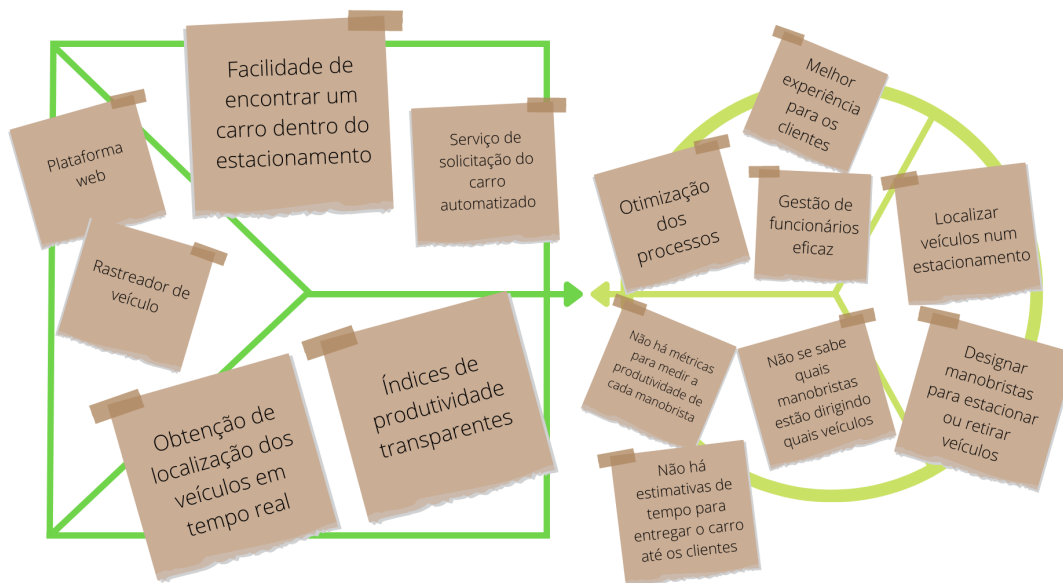 Facilidade de
encontrar um
carro dentro do
estacionamento
Plataforma
web
Serviço de
solicitação do
carro
automatizado
Rastreador de
veículo
Índices de
produtividade
transparentes
Obtenção de
localização dos
veículos em
tempo real
Melhor
experiência
para os
clientes
Otimização
dos
processos
Gestão de
funcionários
eficaz
Localizar
veículos num
estacionamento
Não há métricas
para medir a
produtividade de
cada manobrista
Não se sabe
quais
manobristas
estão dirigindo
quais veículos
Designar
manobristas
para estacionar
ou retirar
veículos
Não há
estimativas de
tempo para
entregar o carro
até os clientes